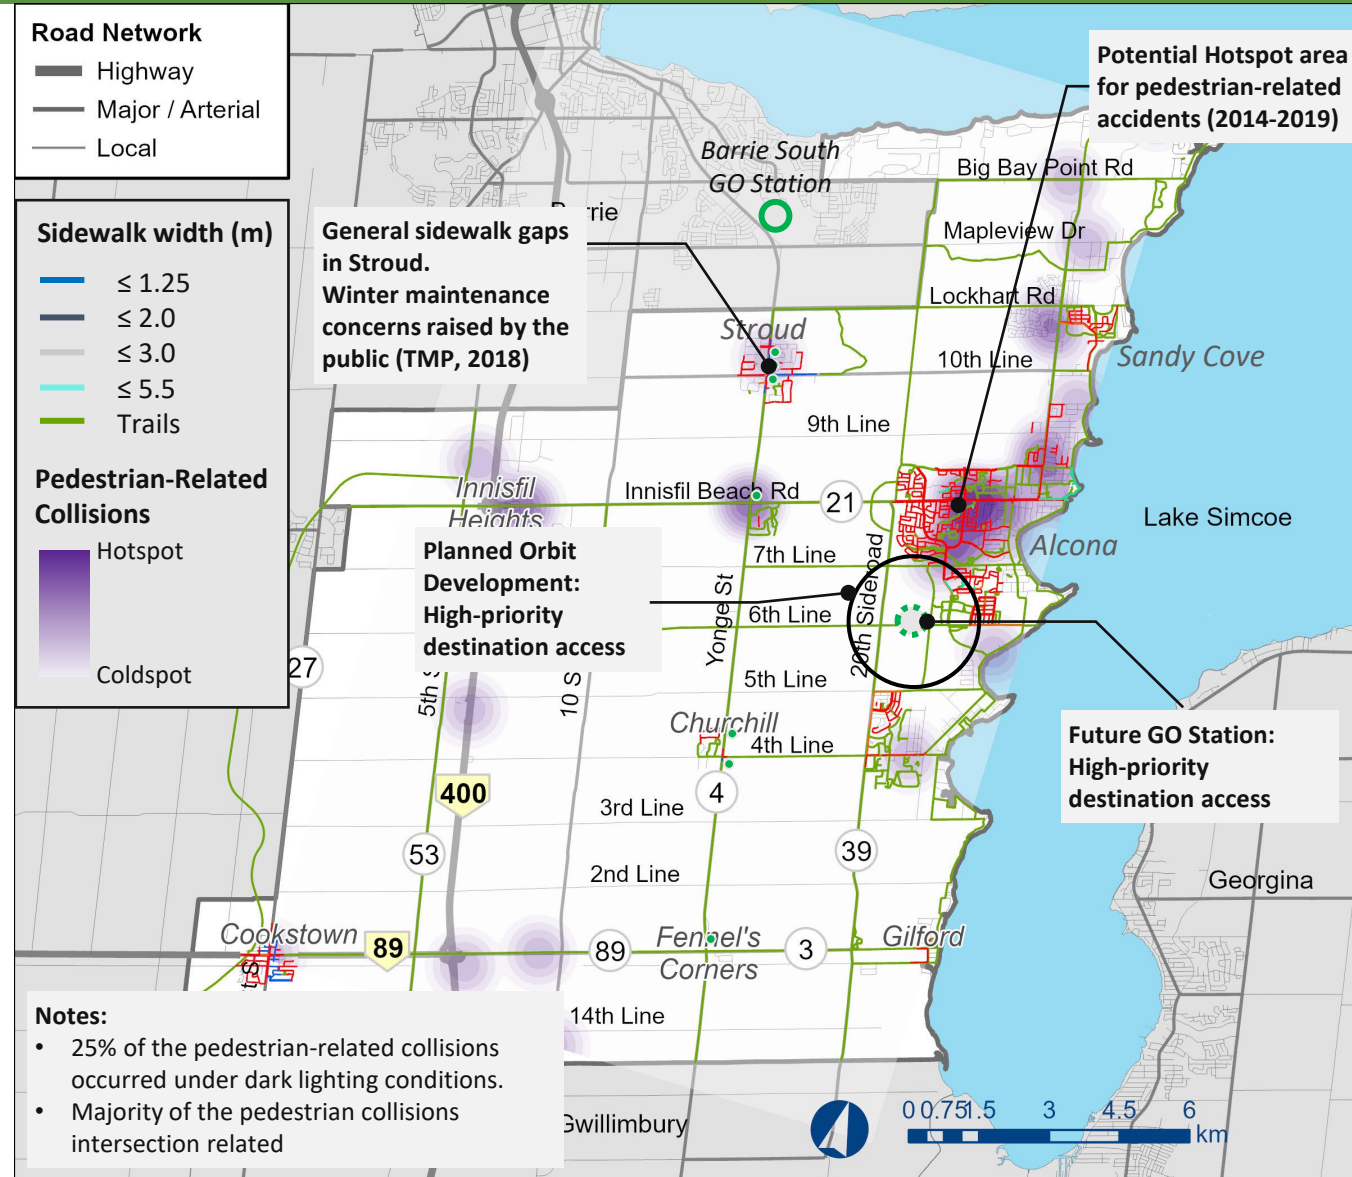 Road Network
Highway
Major / Arterial
Local
Sidewalk width (m)
≤ 1.25
≤ 2.0
≤ 3.0
≤ 5.5
Trails
Pedestrian-Related
Collisions
Hotspot
Coldspot
Potential Hotspot area
for pedestrian-related
accidents (2014-2019)
Barrie South
GO Station
Big Bay Point Rd
General sidewalk gaps
in Stroud.
Winter maintenance
concerns raised by the
public (TMP, 2018)
rrie
Mapleview Dr
Lockhart Rd
Stroud
10th Line
Sandy Cove
9th Line
Innisfil
Heights
Innisfil Beach Rd
21
Lake Simcoe
Alcona
7th Line
Planned Orbit
Development:
High-priority
destination access
Yonge St
20th Sideroad
6th Line
27
5th S
10 S
5th Line
Churchill
4th Line
Future GO Station:
High-priority
destination access
400
4
3rd Line
53
39
2nd Line
Georgina
Cookstown
89
89
Fennel's
Corners
3
Gilford
t S
14th Line
Notes:
• 25% of the pedestrian-related collisions
occurred under dark lighting conditions.
• Majority of the pedestrian collisions
intersection related
Gwillimbury
0 0.75 1.5 3 4.5 6
km